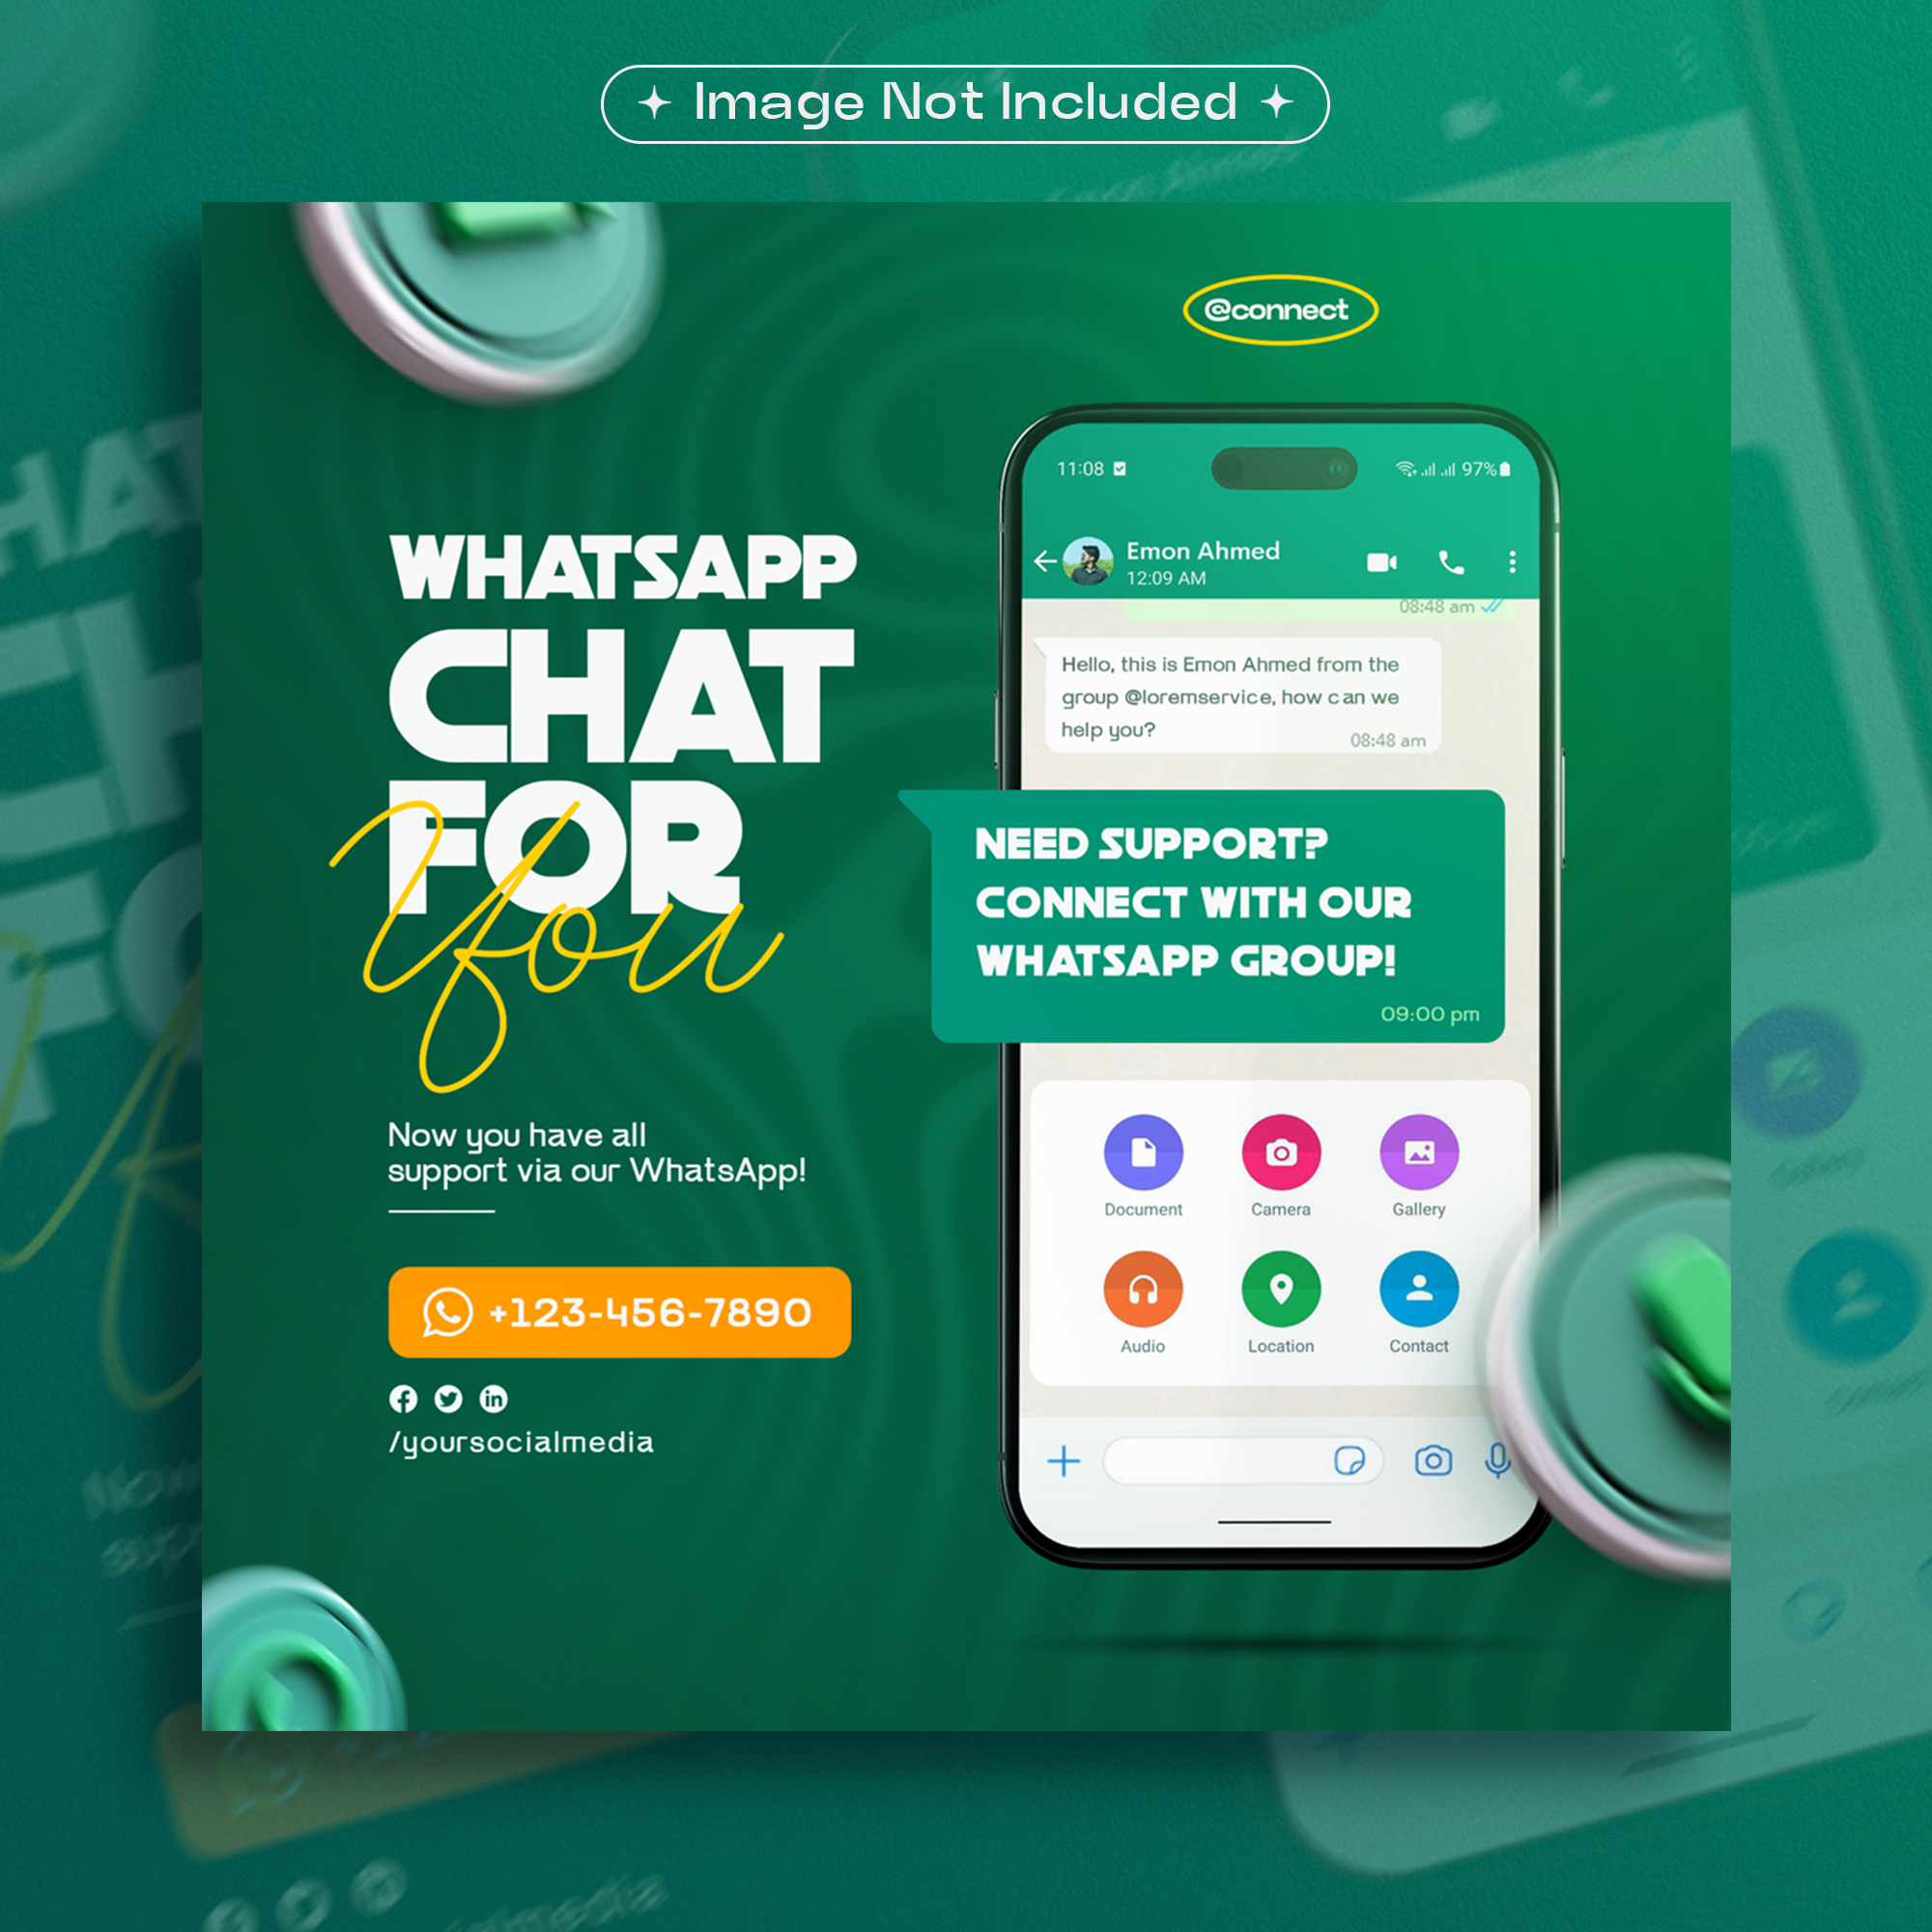 Image Not Included
@connect
WHATSAPP
CHAT
FOR
You
Now you have all
support via our WhatsApp!
+123-456-7890
/yoursocialmedia
11:08
97%
Emon Ahmed
12:09 AM
08:48 am
Hello, this is Emon Ahmed from the
group @loremservice, how can we
help you?
08:48 am
NEED SUPPORT?
CONNECT WITH OUR
WHATSAPP GROUP!
09:00 pm
Document Camera Gallery
Audio Location Contact